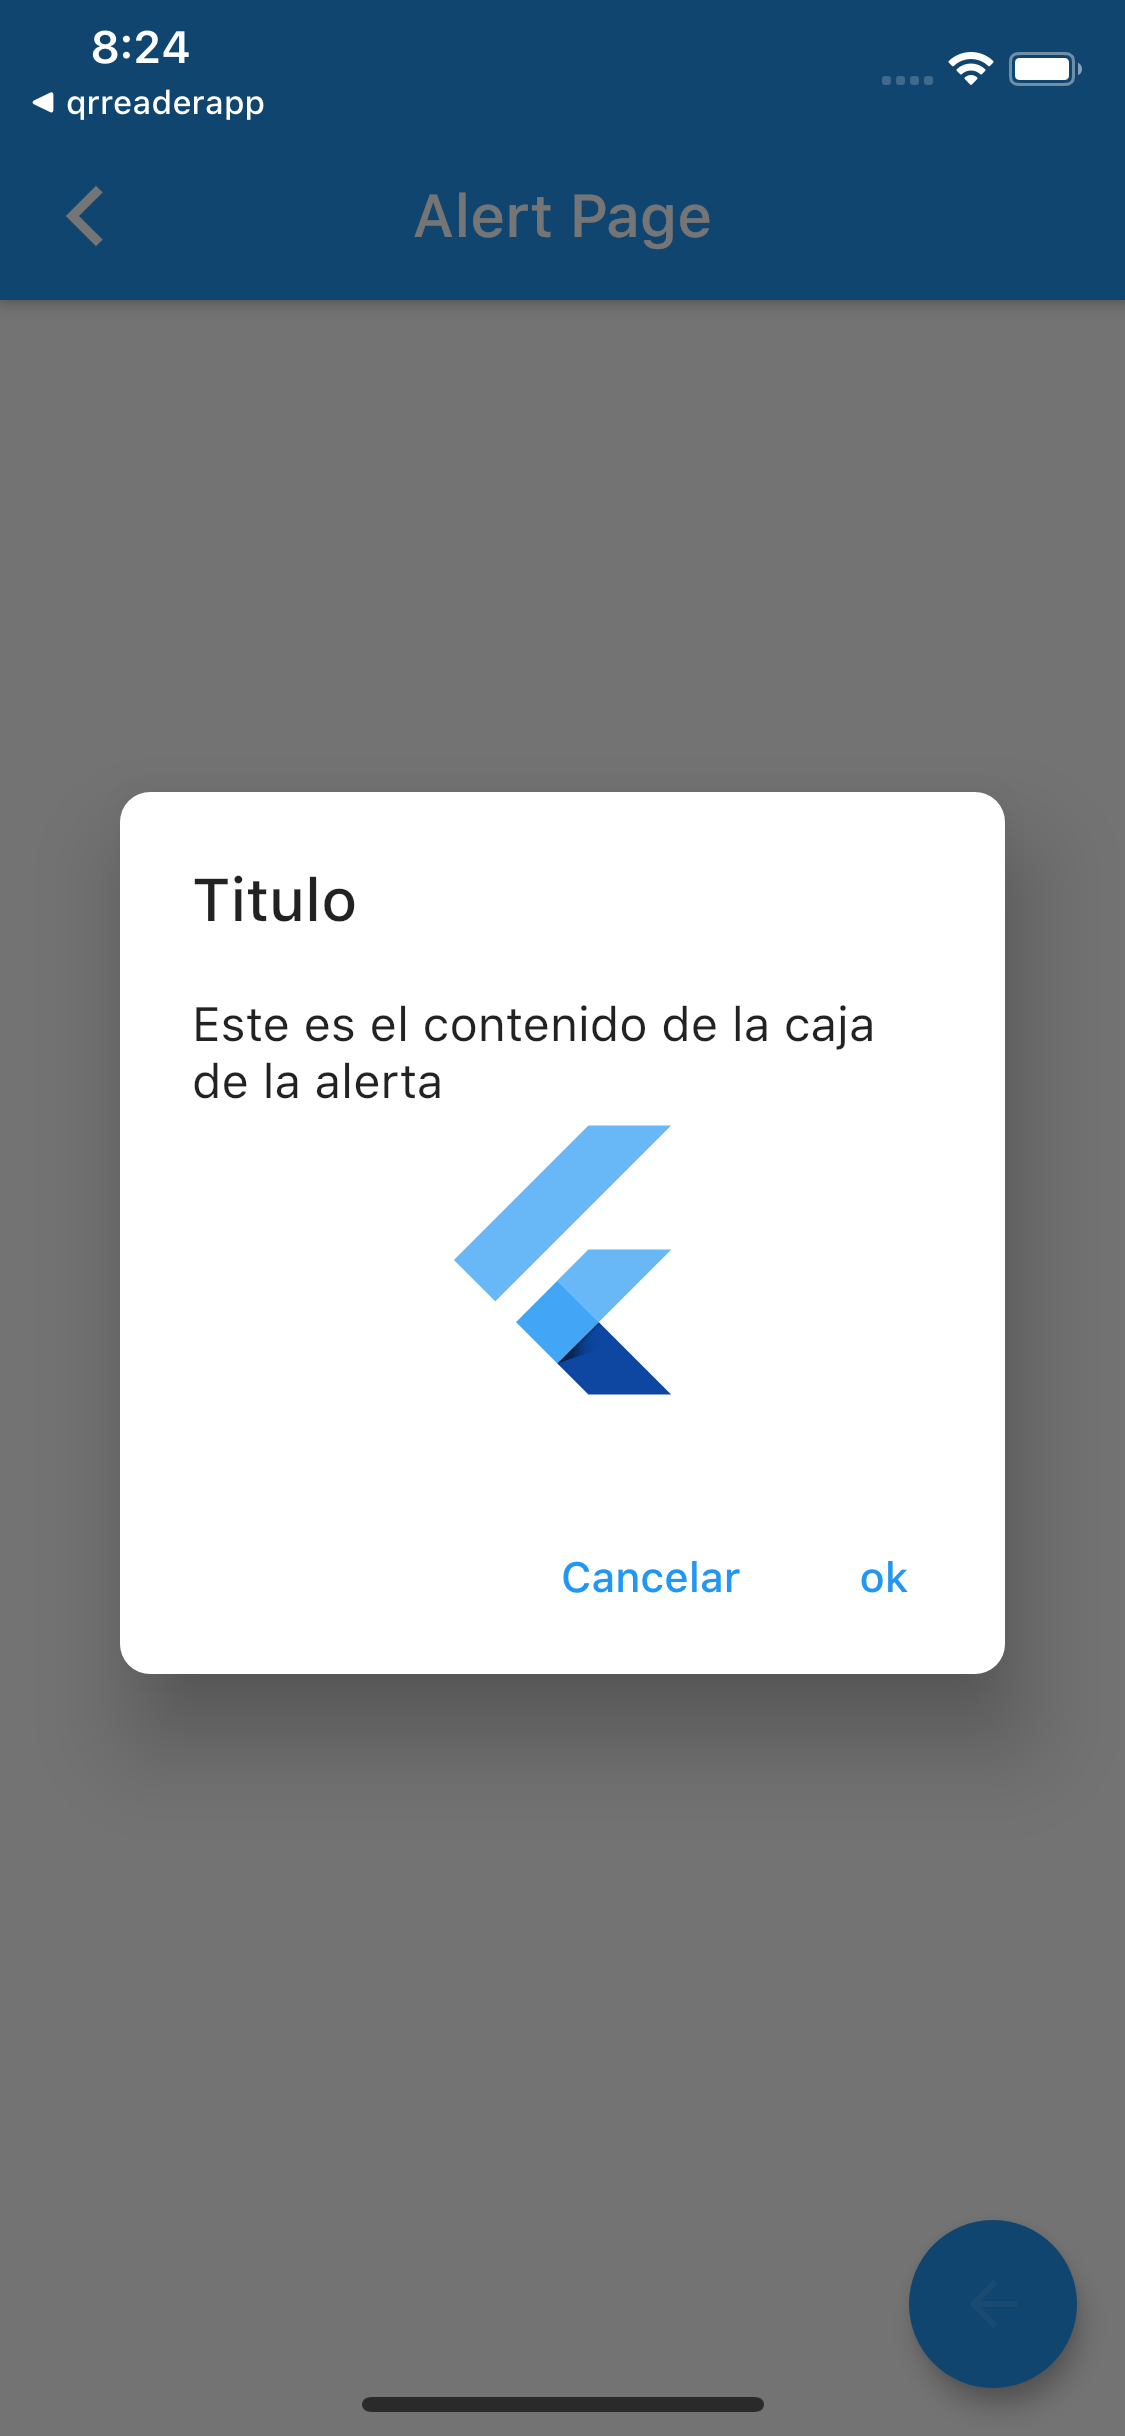 8:24
qrreaderapp
Alert Page
Titulo
Este es el contenido de la caja
de la alerta
Cancelar
ok